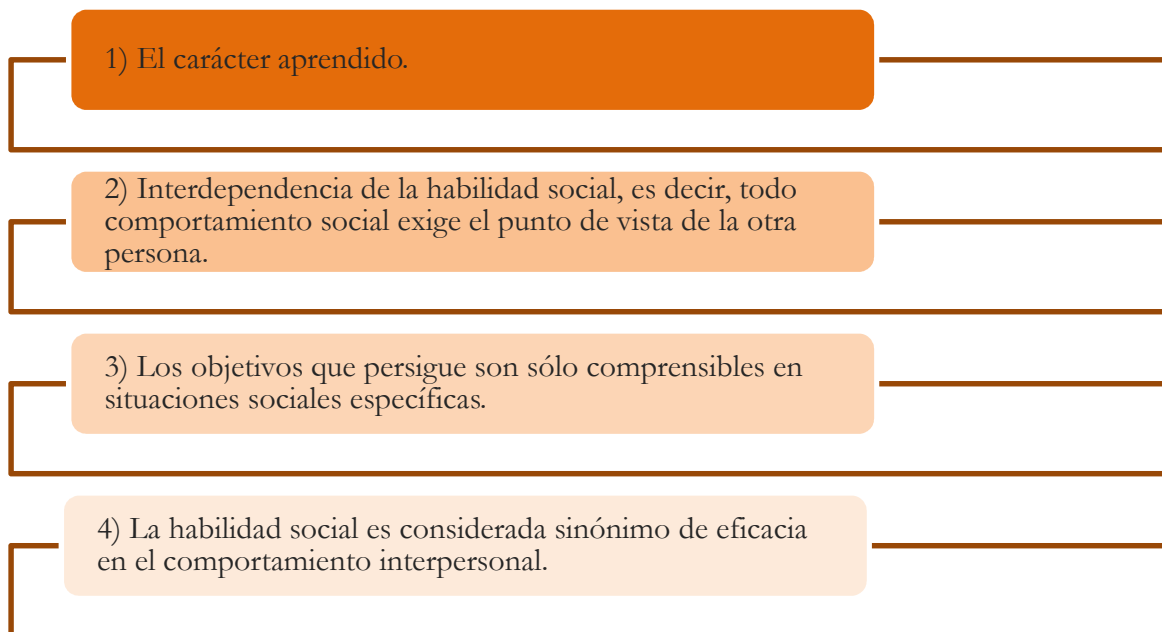 1) El carácter aprendido.
2) Interdependencia de la habilidad social, es decir, todo
comportamiento social exige el punto de vista de la otra
persona.
3) Los objetivos que persigue son sólo comprensibles en
situaciones sociales específicas.
4) La habilidad social es considerada sinónimo de eficacia
en el comportamiento interpersonal.